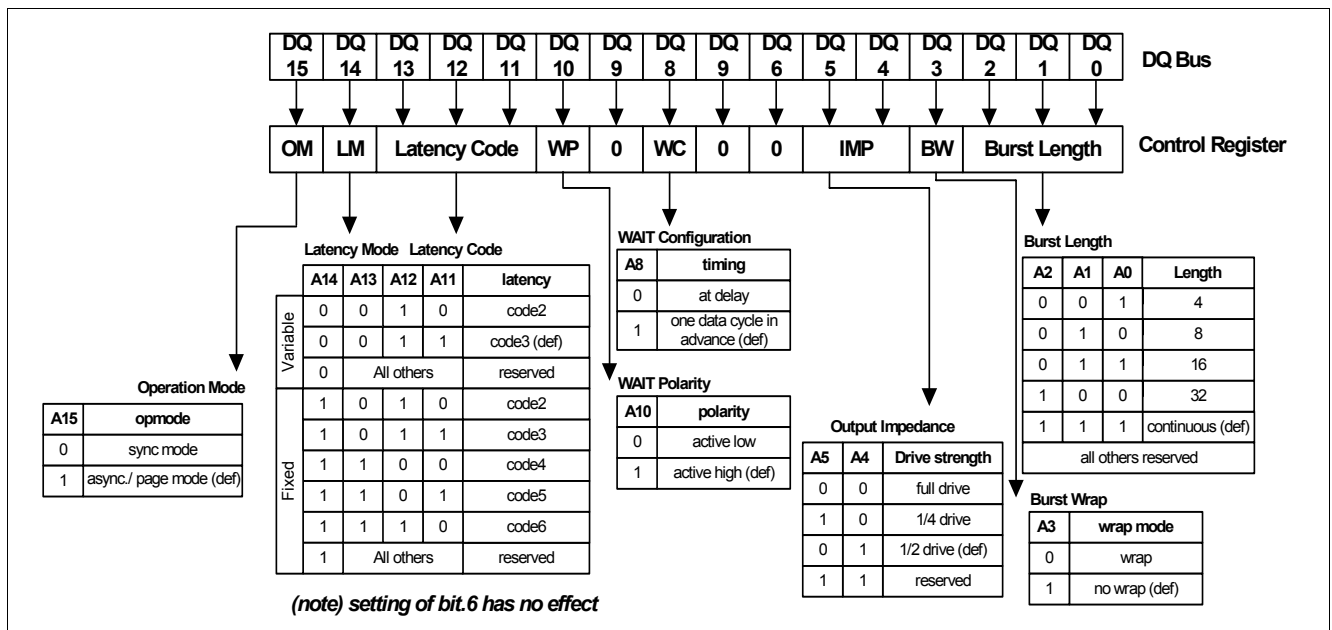 DQ 15 DQ 14 DQ 13 DQ 12 DQ 11 DQ 10 DQ 9 DQ 8 DQ 9 DQ 6 DQ 5 DQ 4 DQ 3 DQ 2 DQ 1 DQ 0 DQ Bus
OM LM Latency Code WP 0 WC 0 0 IMP BW Burst Length Control Register
Operation Mode
A15 opmode
0 sync mode
1 async./ page mode (def)
Latency Mode Latency Code
A14 A13 A12 A11 latency
Variable
0 0 1 0 code2
0 0 1 1 code3 (def)
0 All others reserved
Fixed
1 0 1 0 code2
1 0 1 1 code3
1 1 0 0 code4
1 1 0 1 code5
1 1 1 0 code6
1 All others reserved
(note) setting of bit.6 has no effect
WAIT Configuration
A8 timing
0 at delay
1 one data cycle in
advance (def)
WAIT Polarity
A10 polarity
0 active low
1 active high (def)
Output Impedance
A5 A4 Drive strength
0 0 full drive
1 0 1/4 drive
0 1 1/2 drive (def)
1 1 reserved
Burst Length
A2 A1 A0 Length
0 0 1 4
0 1 0 8
0 1 1 16
1 0 0 32
1 1 1 continuous (def)
all others reserved
Burst Wrap
A3 wrap mode
0 wrap
1 no wrap (def)